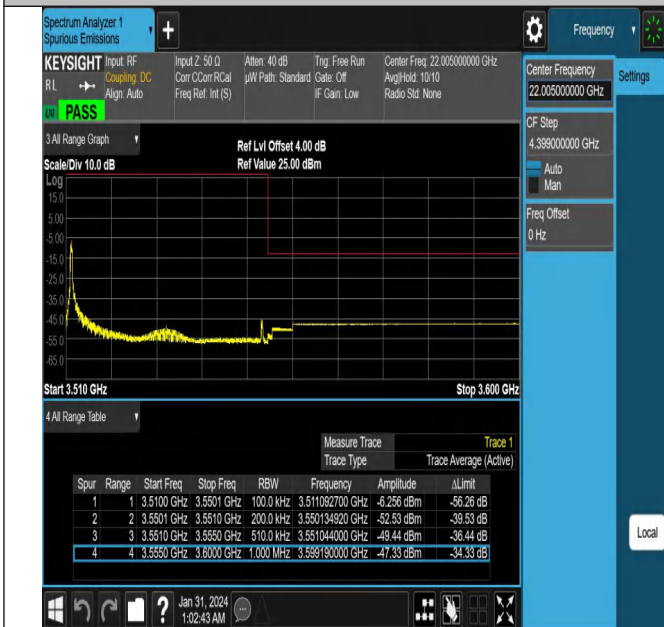 Spectrum Analyzer 1
Spurious Emissions
+
Frequency
KEYSIGHT
RL
PASS
Input: RF
Coupling: DC
Align: Auto
Input Z: 50 Ω
Corr CCorr RCal
Freq Ref: Int (S)
Atten: 40 dB
µW Path: Standard
Trig: Free Run
Gate: Off
IF Gain: Low
Center Freq: 22.005000000 GHz
Avg|Hold: 10/10
Radio Std: None
Center Frequency
22.005000000 GHz
Settings
CF Step
4.399000000 GHz
Auto
Man
Freq Offset
0 Hz
Local
3 All Range Graph
Scale/Div 10.0 dB
Ref Lvl Offset 4.00 dB
Ref Value 25.00 dBm
Log
15.0
5.00
-5.00
-15.0
-25.0
-35.0
-45.0
-55.0
-65.0
Start 3.510 GHz
Stop 3.600 GHz
4 All Range Table
Measure Trace Trace 1
Trace Type Trace Average (Active)
Spur Range Start Freq Stop Freq RBW Frequency Amplitude ΔLimit
1 1 3.5100 GHz 3.5501 GHz 100.0 kHz 3.511092700 GHz -6.256 dBm -56.26 dB
2 2 3.5501 GHz 3.5510 GHz 200.0 kHz 3.550134920 GHz -52.53 dBm -39.53 dB
3 3 3.5510 GHz 3.5550 GHz 510.0 kHz 3.551044000 GHz -49.44 dBm -36.44 dB
4 4 3.5550 GHz 3.6000 GHz 1.000 MHz 3.599190000 GHz -47.33 dBm -34.33 dB
?
Jan 31, 2024
1:02:43 AM